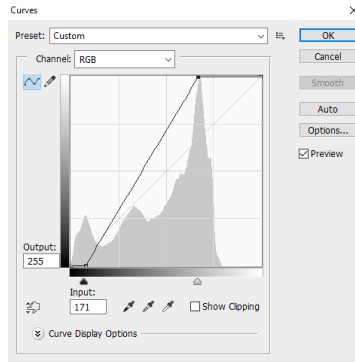 Curves
Preset: Custom
OK
Channel: RGB
Cancel
Smooth
Auto
Options...
Preview
Output:
255
Input:
171
Show Clipping
Curve Display Options